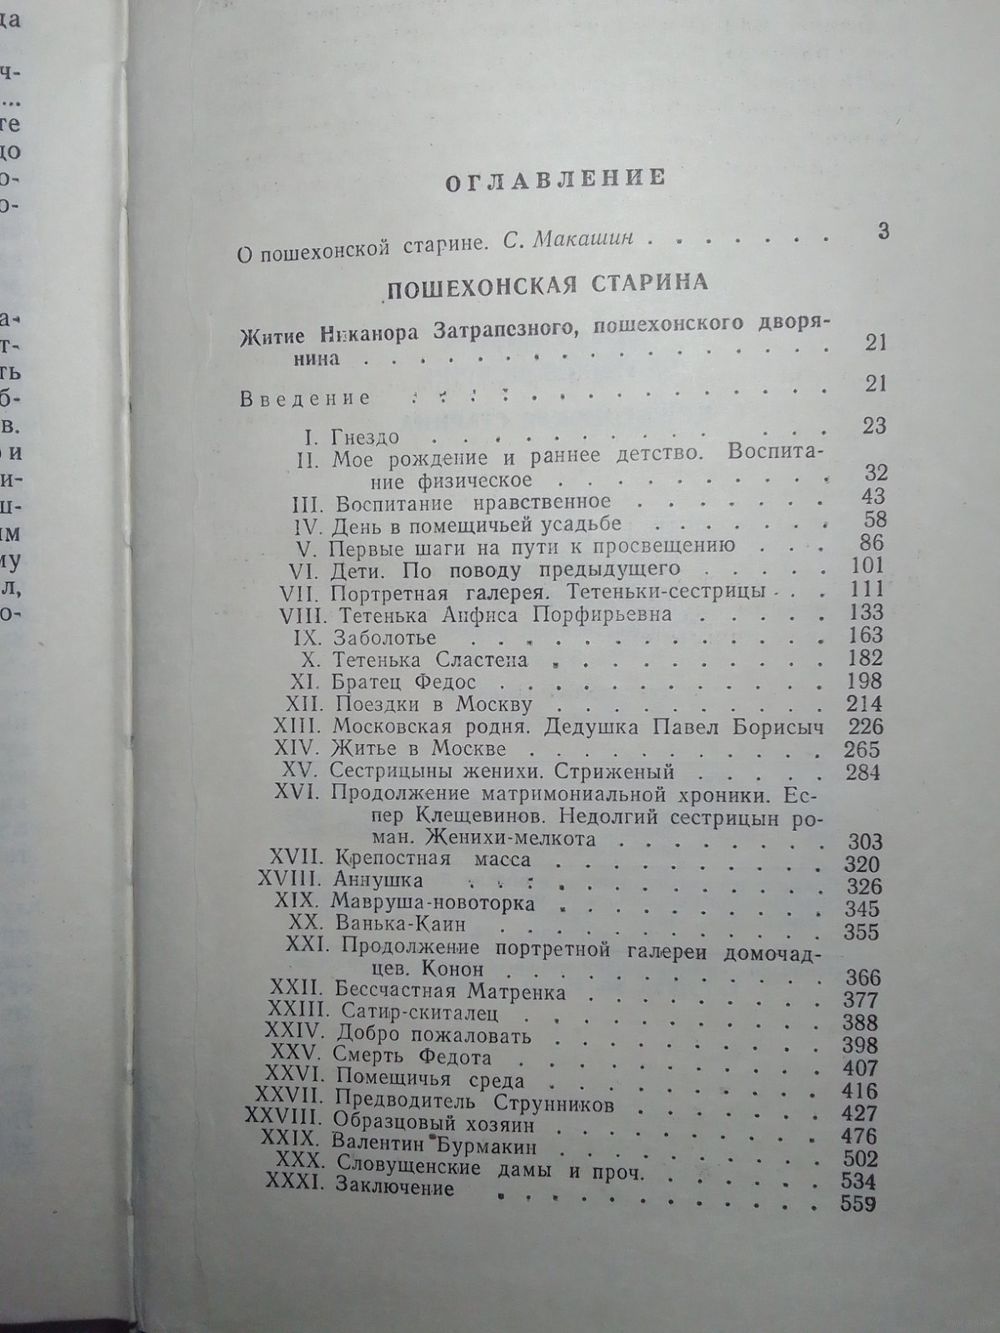 да
ч-
...
те
до
о-
о-
а-
т-
ть
б-
в.
и
и-
ш-
ым
му
л,
о-
ОГЛАВЛЕНИЕ
О пошехонской старине. С. Макашин . . . . . . . 3
ПОШЕХОНСКАЯ СТАРИНА
Житие Никанора Затрапезного, пошехонского дворя-
нина . . . . . . . . . . . . . . . . . 21
Введение . . . . . . . . . . . . . . . 21
I. Гнездо . . . . . . . . . . . . . . 23
II. Мое рождение и раннее детство. Воспита-
ние физическое . . . . . . . . . . 32
III. Воспитание нравственное . . . . . . . 43
IV. День в помещичьей усадьбе . . . . . . . 58
V. Первые шаги на пути к просвещению . . . 86
VI. Дети. По поводу предыдущего . . . . . 101
VII. Портретная галерея. Тетеньки-сестрицы . . . 111
VIII. Тетенька Анфиса Порфирьевна . . . . . 133
IX. Заболотье . . . . . . . . . . . . . 163
X. Тетенька Сластена . . . . . . . . . . 182
XI. Братец Федос . . . . . . . . . . . . 198
XII. Поездки в Москву . . . . . . . . . . 214
XIII. Московская родня. Дедушка Павел Борисыч 226
XIV. Житье в Москве . . . . . . . . . . . 265
XV. Сестрицыны женихи. Стриженый . . . . . 284
XVI. Продолжение матримониальной хроники. Ес-
пер Клещевинов. Недолгий сестрицын ро-
ман. Женихи-мелкота . . . . . . . . 303
XVII. Крепостная масса . . . . . . . . . . 320
XVIII. Аннушка . . . . . . . . . . . . . 326
XIX. Мавруша-новоторка . . . . . . . . . . 345
XX. Ванька-Каин . . . . . . . . . . . . 355
XXI. Продолжение портретной галереи домочад-
цев. Конон . . . . . . . . . . . . 366
XXII. Бессчастная Матренка . . . . . . . . . 377
XXIII. Сатир-скиталец . . . . . . . . . . . 388
XXIV. Добро пожаловать . . . . . . . . . . 398
XXV. Смерть Федота . . . . . . . . . . . . 407
XXVI. Помещичья среда . . . . . . . . . . . 416
XXVII. Предводитель Струнников . . . . . . . 427
XXVIII. Образцовый хозяин . . . . . . . . . . 476
XXIX. Валентин Бурмакин . . . . . . . . . . 502
XXX. Словущенские дамы и проч. . . . . . . . 534
XXXI. Заключение . . . . . . . . . . . . 559